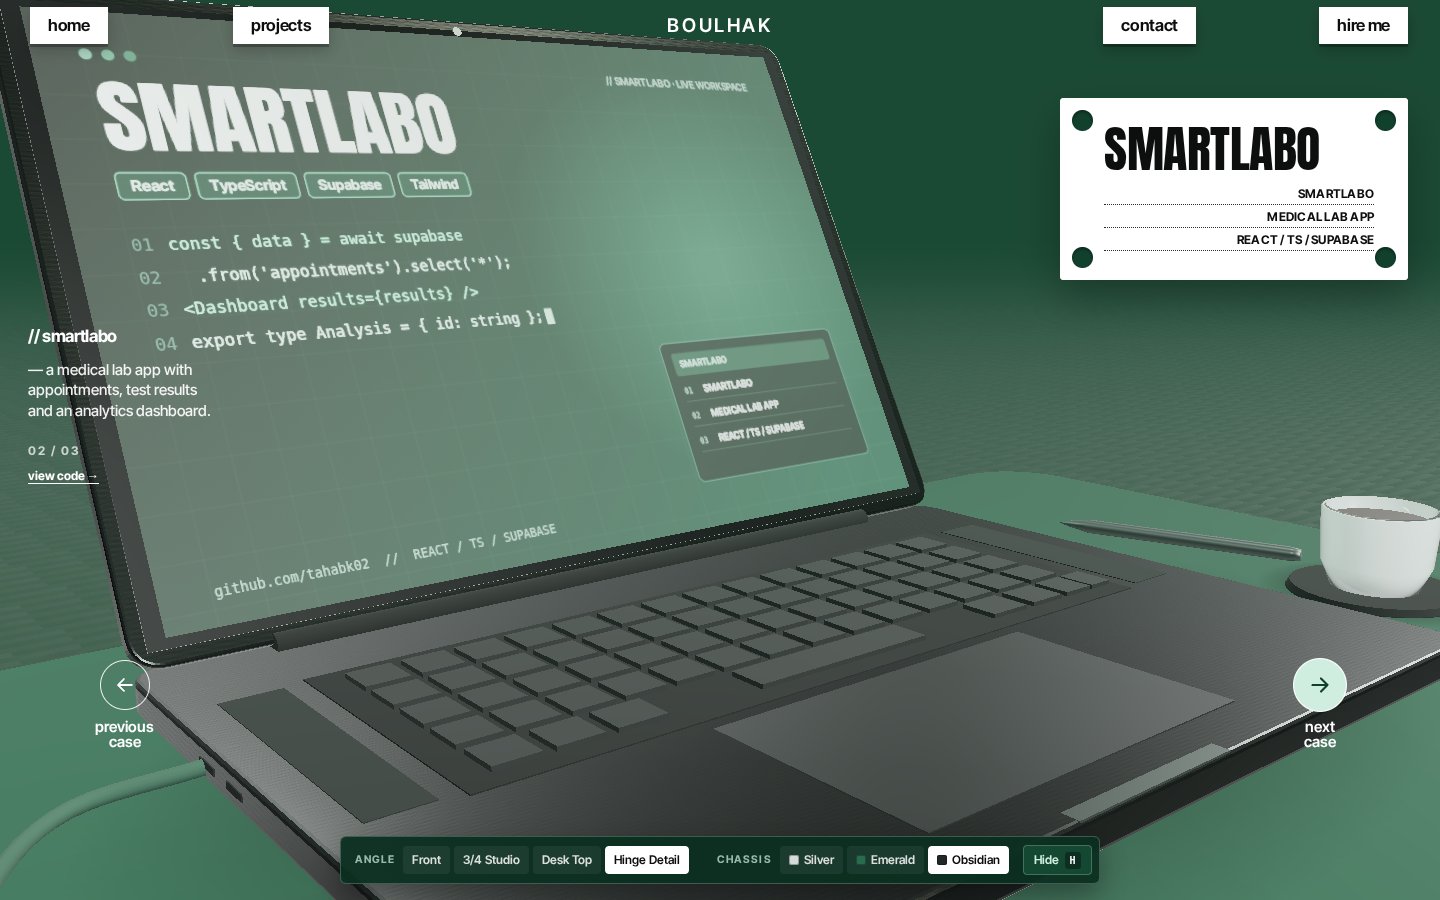 home
projects
BOULHAK
contact
hire me
// SMARTLABO · LIVE WORKSPACE
SMARTLABO
React
TypeScript
Supabase
Tailwind
01 const { data } = await supabase
02 .from('appointments').select('*');
03 <Dashboard results={results} />
04 export type Analysis = { id: string };
SMARTLABO
01 SMARTLABO
02 MEDICAL LAB APP
03 REACT / TS / SUPABASE
github.com/tahabk02 // REACT / TS / SUPABASE
SMARTLABO
SMARTLABO
MEDICAL LAB APP
REACT / TS / SUPABASE
// smartlabo
— a medical lab app with
appointments, test results
and an analytics dashboard.
02 / 03
view code →
←
previous
case
→
next
case
ANGLE Front 3/4 Studio Desk Top Hinge Detail CHASSIS Silver Emerald Obsidian Hide H